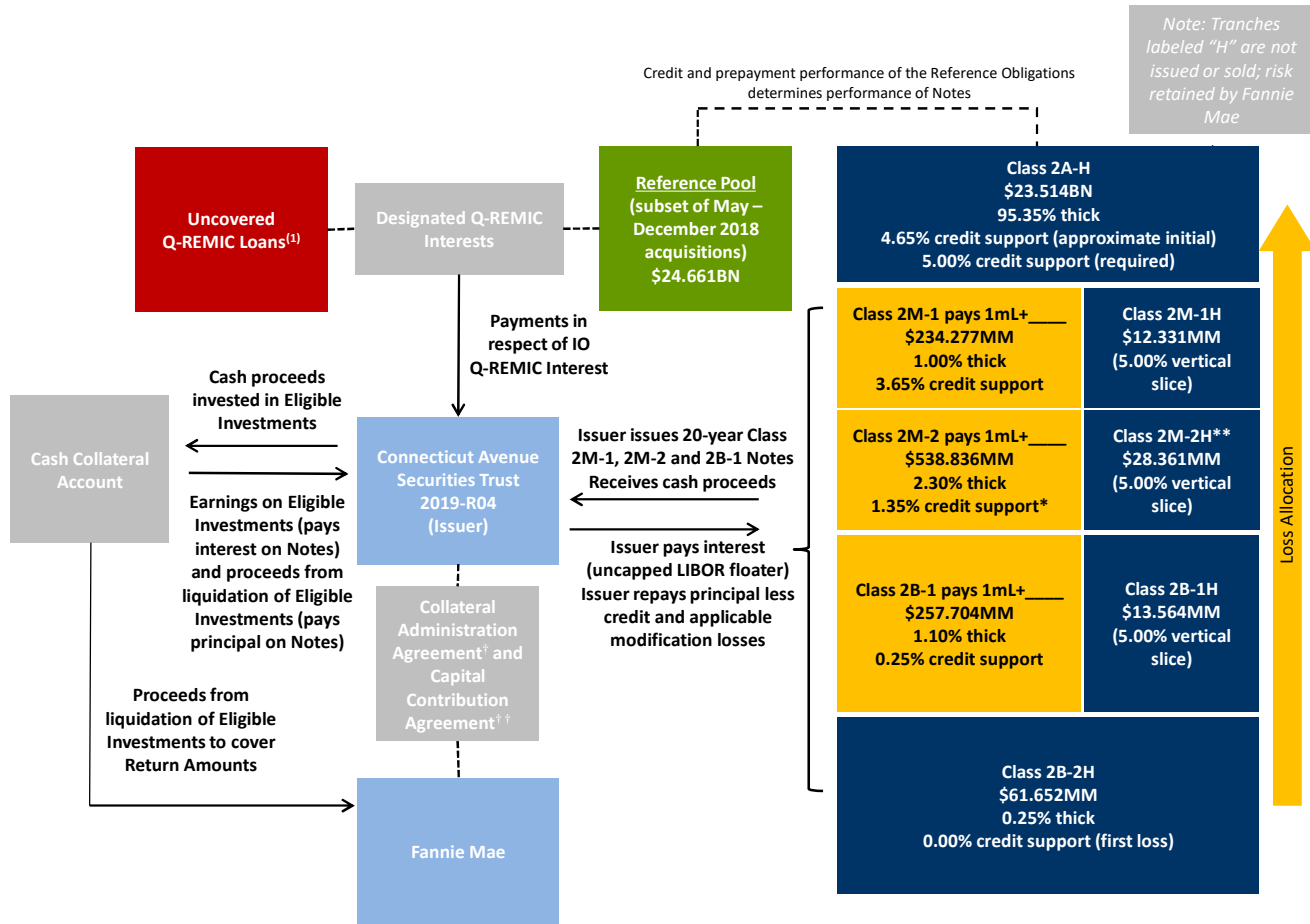 Note: Tranches
labeled “H” are not
issued or sold; risk
retained by Fannie
Mae
Credit and prepayment performance of the Reference Obligations
determines performance of Notes
Uncovered
Q-REMIC Loans(1)
Designated Q-REMIC
Interests
Reference Pool
(subset of May –
December 2018
acquisitions)
$24.661BN
Class 2A-H
$23.514BN
95.35% thick
4.65% credit support (approximate initial)
5.00% credit support (required)
Payments in
respect of IO
Q-REMIC Interest
Class 2M-1 pays 1mL+____
$234.277MM
1.00% thick
3.65% credit support
Class 2M-1H
$12.331MM
(5.00% vertical
slice)
Cash proceeds
invested in Eligible
Investments
Cash Collateral
Account
Connecticut Avenue
Securities Trust
2019-R04
(Issuer)
Issuer issues 20-year Class
2M-1, 2M-2 and 2B-1 Notes
Receives cash proceeds
Class 2M-2 pays 1mL+____
$538.836MM
2.30% thick
1.35% credit support*
Class 2M-2H**
$28.361MM
(5.00% vertical
slice)
Loss Allocation
Earnings on Eligible
Investments (pays
interest on Notes)
and proceeds from
liquidation of Eligible
Investments (pays
principal on Notes)
Issuer pays interest
(uncapped LIBOR floater)
Issuer repays principal less
credit and applicable
modification losses
Class 2B-1 pays 1mL+____
$257.704MM
1.10% thick
0.25% credit support
Class 2B-1H
$13.564MM
(5.00% vertical
slice)
Collateral
Administration
Agreement† and
Capital
Contribution
Agreement††
Proceeds from
liquidation of Eligible
Investments to cover
Return Amounts
Fannie Mae
Class 2B-2H
$61.652MM
0.25% thick
0.00% credit support (first loss)